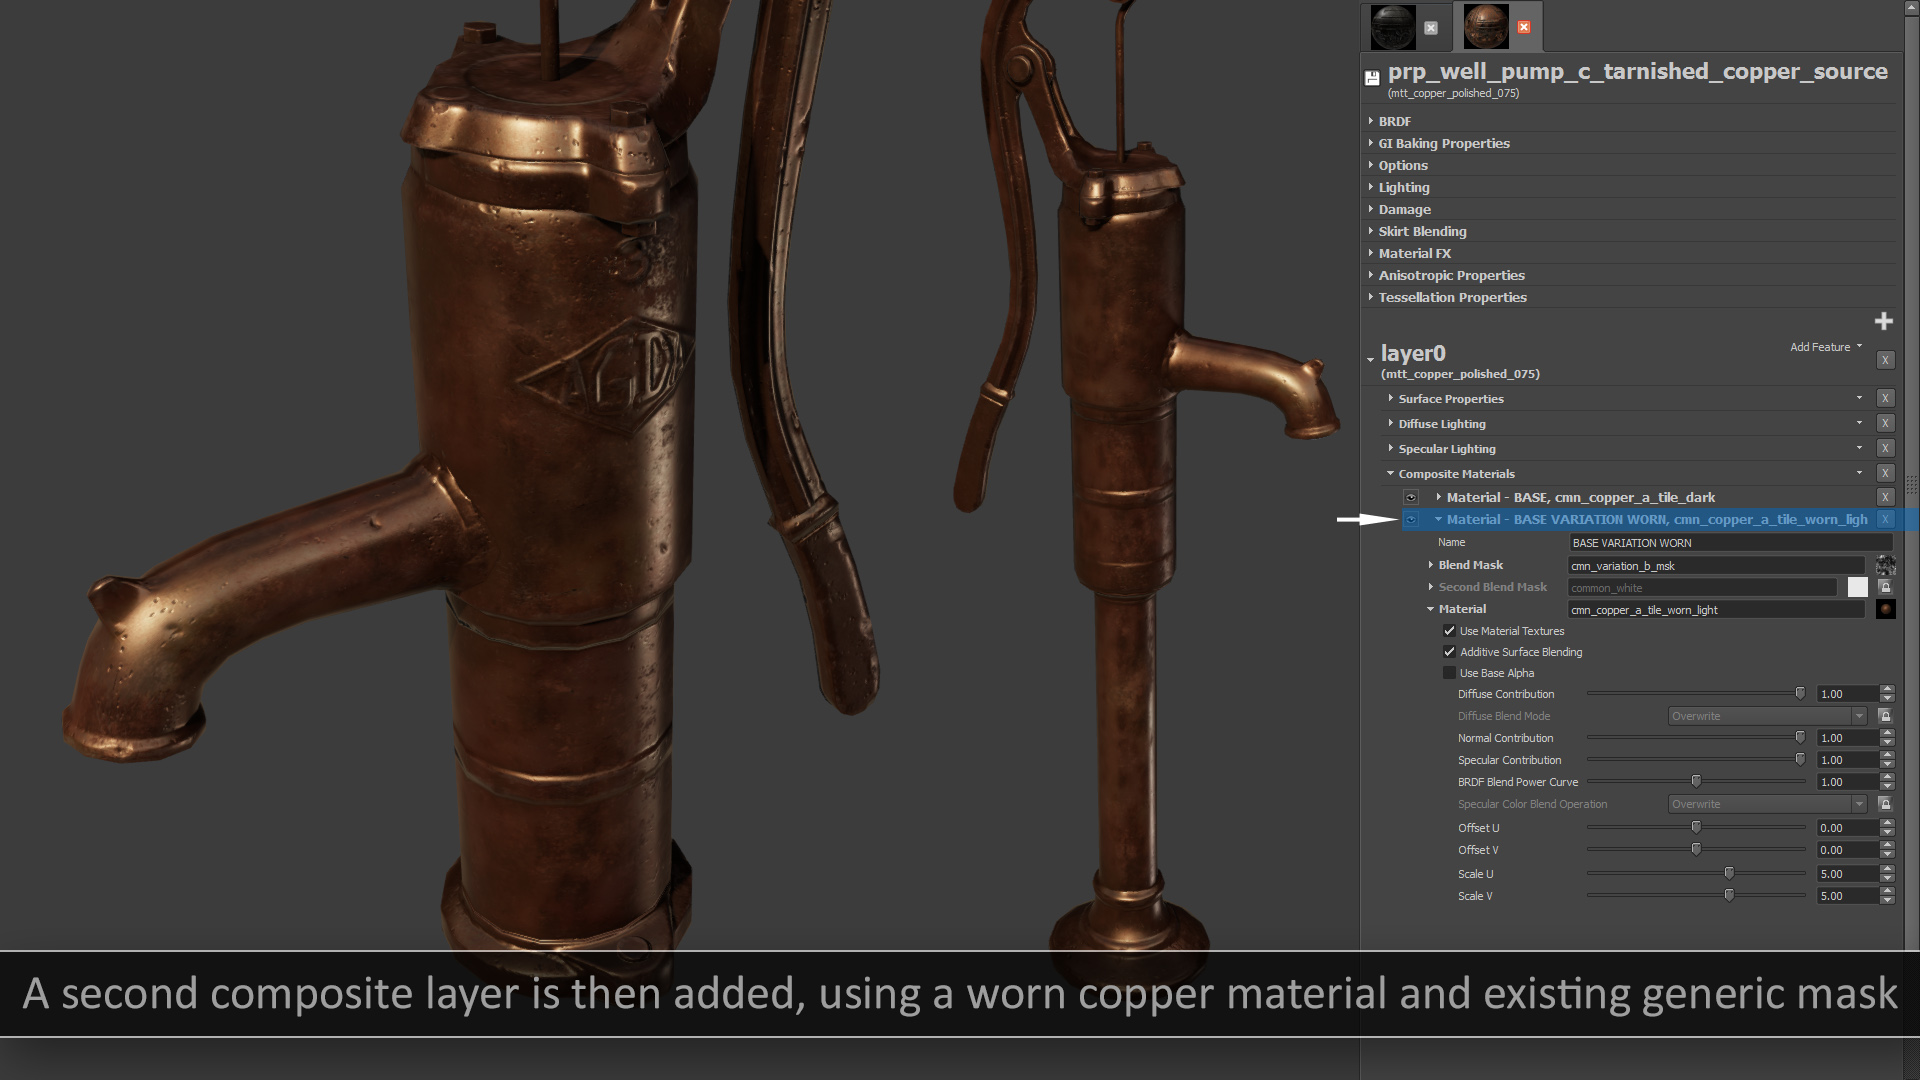 prp_well_pump_c_tarnished_copper_source
(mtt_copper_polished_075)
BRDF
GI Baking Properties
Options
Lighting
Damage
Skirt Blending
Material FX
Anisotropic Properties
Tessellation Properties
layer0
Add Feature
X
(mtt_copper_polished_075)
Surface Properties X
Diffuse Lighting X
Specular Lighting X
Composite Materials X
Material - BASE, cmn_copper_a_tile_dark X
Material - BASE VARIATION WORN, cmn_copper_a_tile_worn_ligh X
Name BASE VARIATION WORN
Blend Mask cmn_variation_b_msk
Second Blend Mask common_white
Material cmn_copper_a_tile_worn_light
Use Material Textures
Additive Surface Blending
Use Base Alpha
Diffuse Contribution 1.00
Diffuse Blend Mode Overwrite
Normal Contribution 1.00
Specular Contribution 1.00
BRDF Blend Power Curve 1.00
Specular Color Blend Operation Overwrite
Offset U 0.00
Offset V 0.00
Scale U 5.00
Scale V 5.00
3
A second composite layer is then added, using a worn copper material and existing generic mask